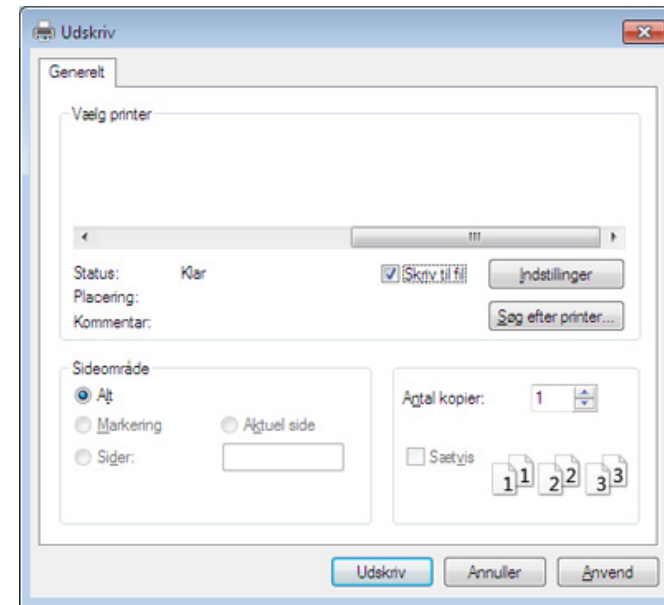 Udskriv
Generelt
Vælg printer
Status: Klar
Skriv til fil
Indstillinger
Placering:
Kommentar:
Søg efter printer...
Sideområde
Alt
Markering
Aktuel side
Sider:
Antal kopier: 1
Sætvis
1 1 2 2 3 3
Udskriv
Annuller
Anvend